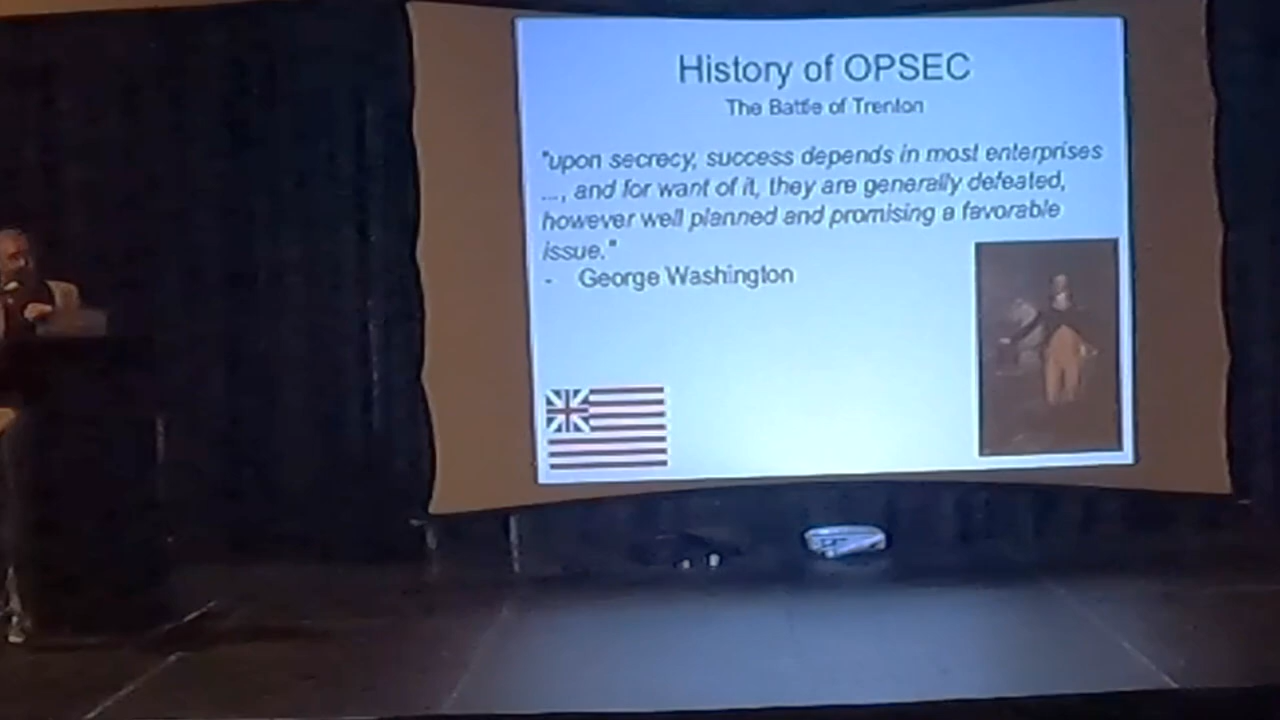 History of OPSEC
The Battle of Trenton
"upon secrecy, success depends in most enterprises
..., and for want of it, they are generally defeated,
however well planned and promising a favorable
issue."
- George Washington